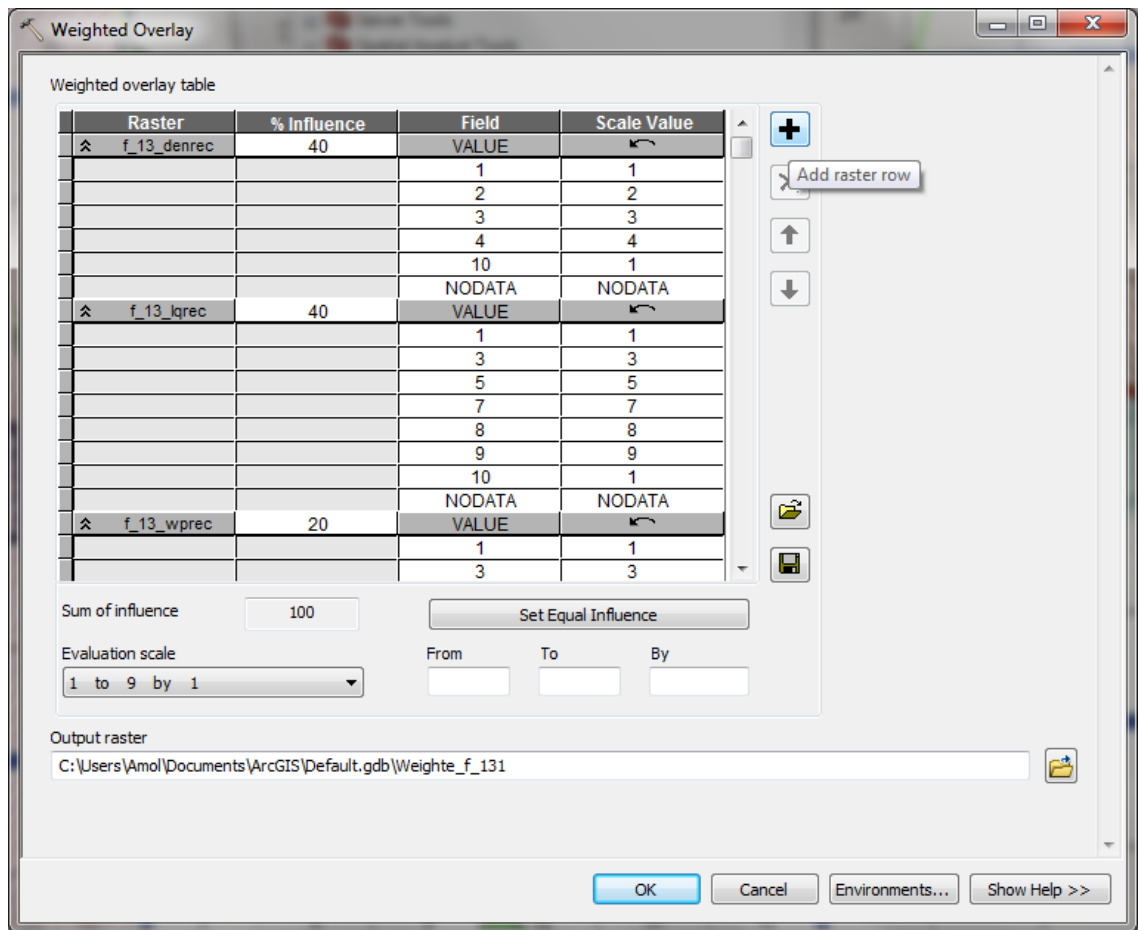 Weighted Overlay
Weighted overlay table
Raster % Influence Field Scale Value
f_13_denrec 40 VALUE
1 1
2 2
3 3
4 4
10 1
NODATA NODATA
f_13_lqrec 40 VALUE
1 1
3 3
5 5
7 7
8 8
9 9
10 1
NODATA NODATA
f_13_wprec 20 VALUE
1 1
3 3
Add raster row
Sum of influence 100 Set Equal Influence
Evaluation scale From To By
1 to 9 by 1
Output raster
C:\Users\Amol\Documents\ArcGIS\Default.gdb\Weighte_f_131
OK Cancel Environments... Show Help >>